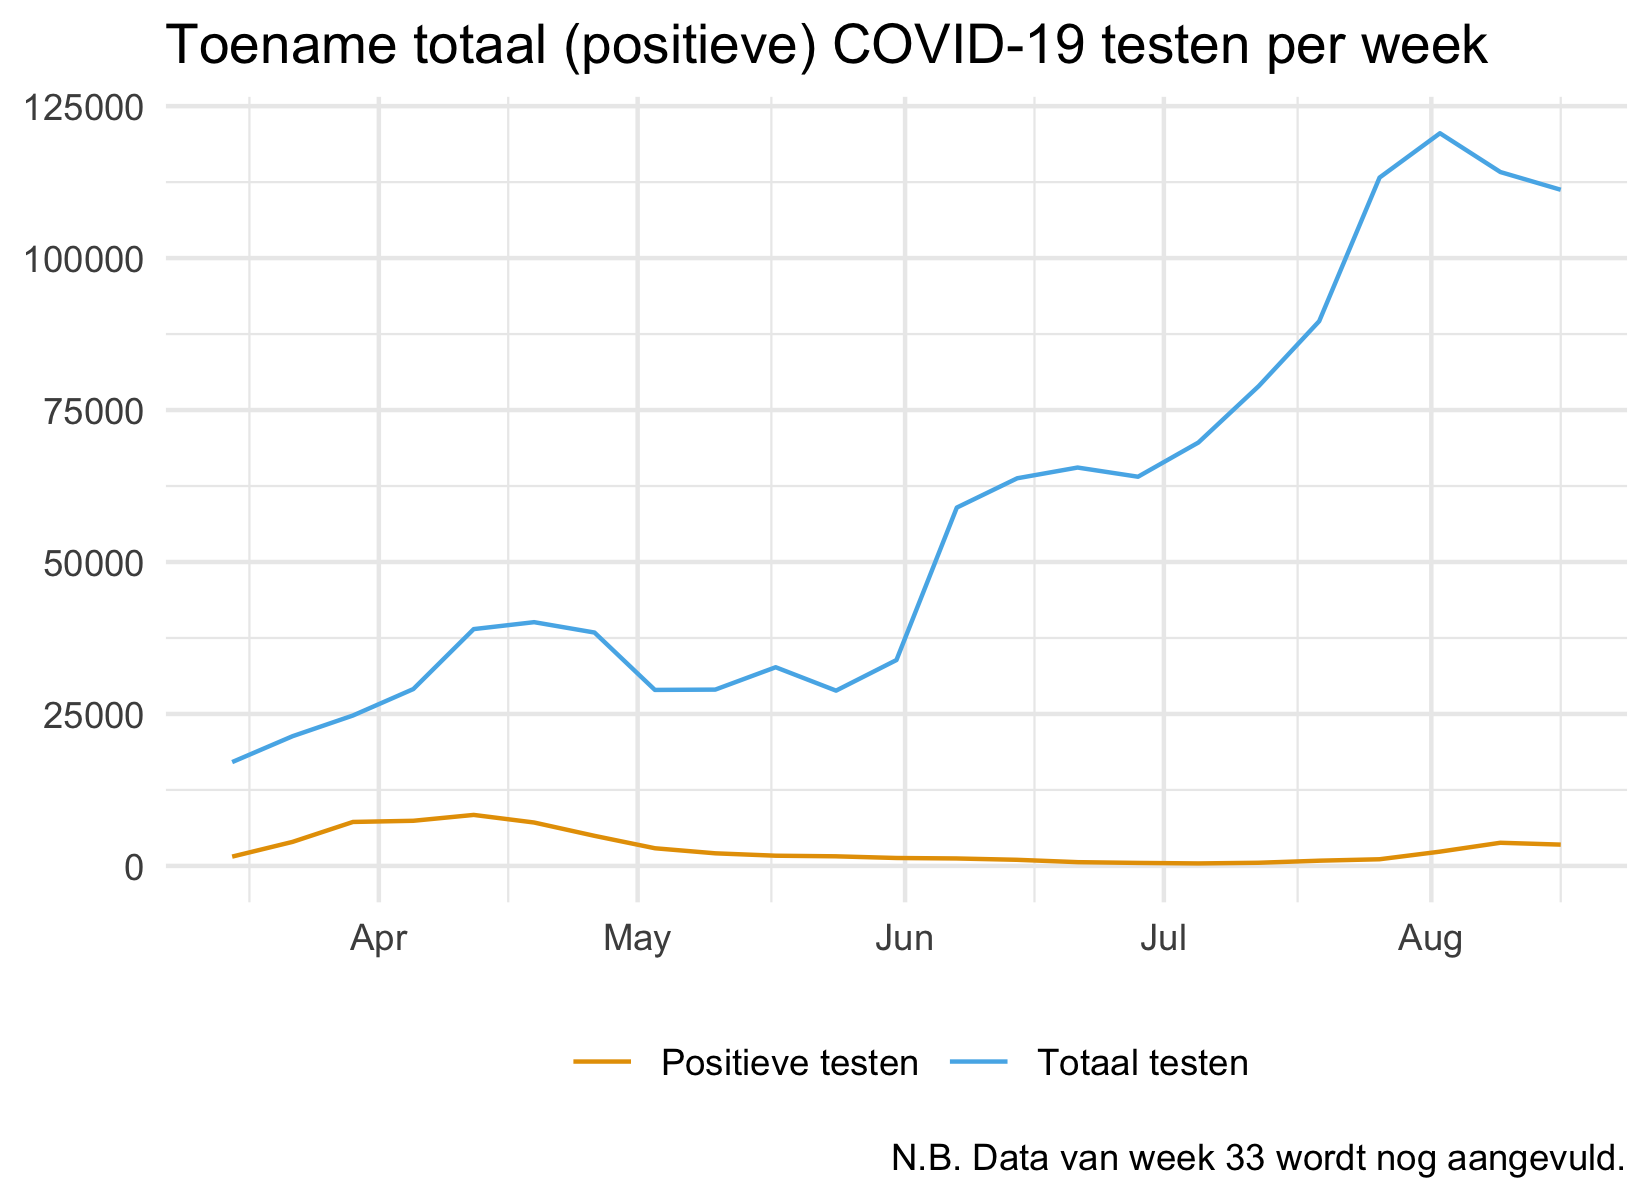 Toename totaal (positieve) COVID-19 testen per week
125000
100000
75000
50000
25000
0
Apr May Jun Jul Aug
Positieve testen Totaal testen
N.B. Data van week 33 wordt nog aangevuld.